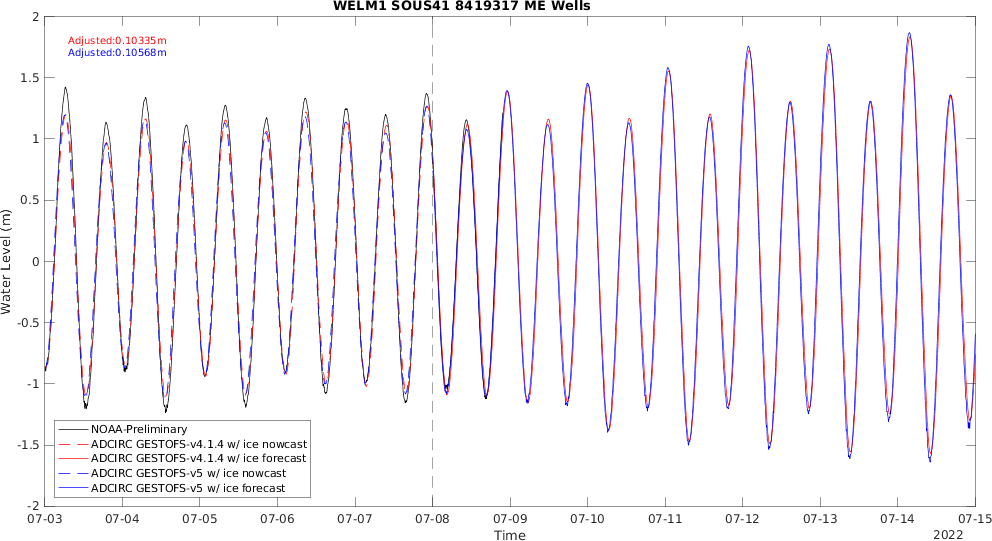 WELM1 SOUS41 8419317 ME Wells
Adjusted:0.10335m
Adjusted:0.10568m
2
1.5
1
0.5
0
-0.5
-1
-1.5
-2
Water Level (m)
NOAA-Preliminary
ADCIRC GESTOFS-v4.1.4 w/ ice nowcast
ADCIRC GESTOFS-v4.1.4 w/ ice forecast
ADCIRC GESTOFS-v5 w/ ice nowcast
ADCIRC GESTOFS-v5 w/ ice forecast
07-03 07-04 07-05 07-06 07-07 07-08 07-09 07-10 07-11 07-12 07-13 07-14 07-15
Time
2022